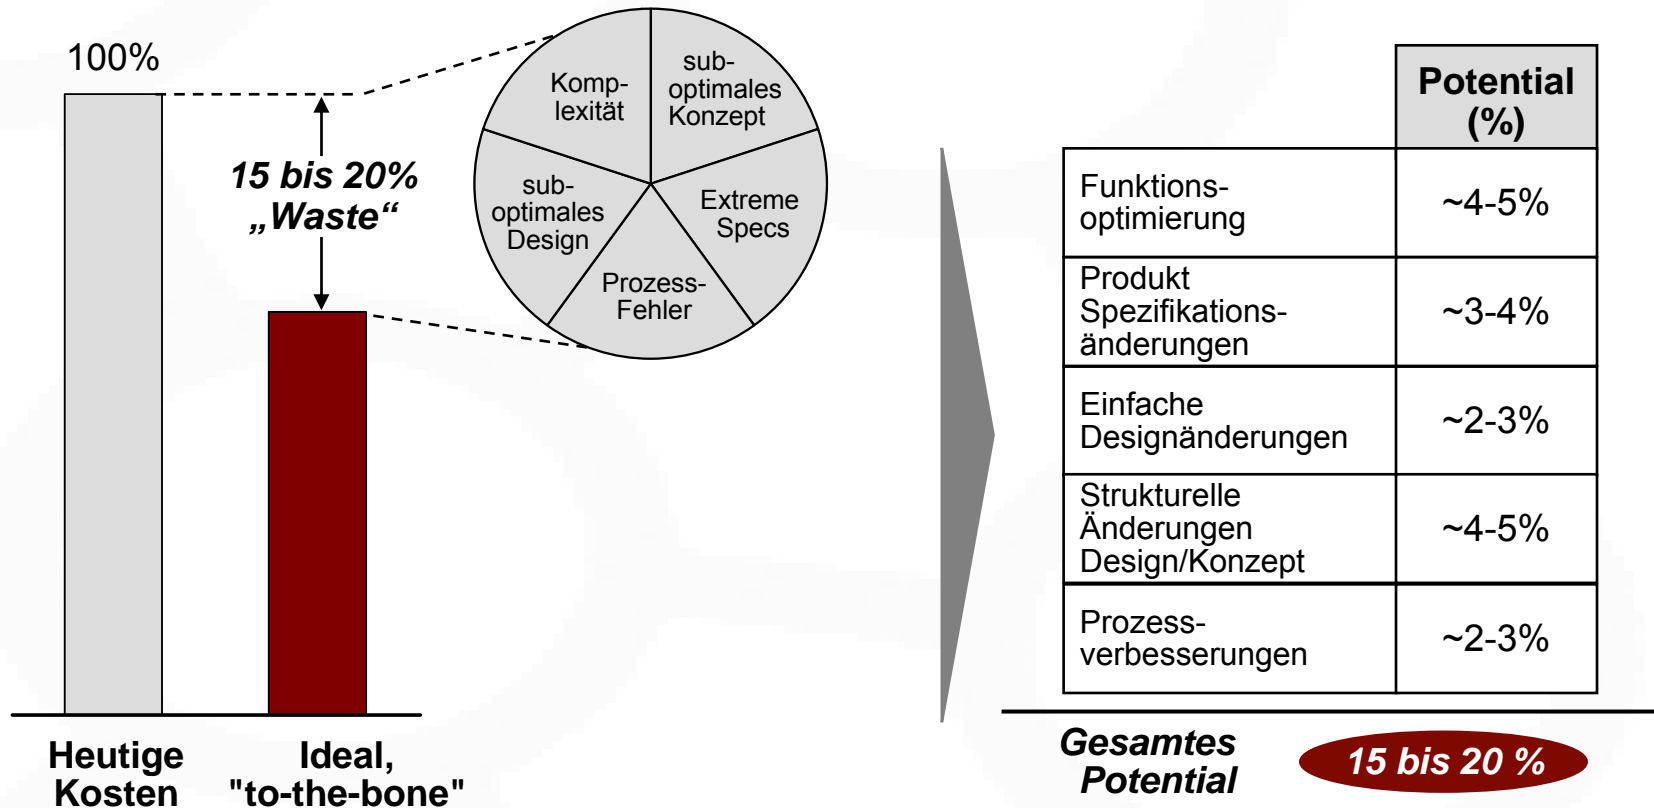 100%
15 bis 20%
„Waste“
Heutige
Kosten
Ideal,
"to-the-bone"
Komp-
lexität
sub-
optimales
Konzept
Extreme
Specs
Prozess-
Fehler
sub-
optimales
Design
Potential
(%)
Funktions-
optimierung
~4-5%
Produkt
Spezifikations-
änderungen
~3-4%
Einfache
Designänderungen
~2-3%
Strukturelle
Änderungen
Design/Konzept
~4-5%
Prozess-
verbesserungen
~2-3%
Gesamtes
Potential
15 bis 20 %